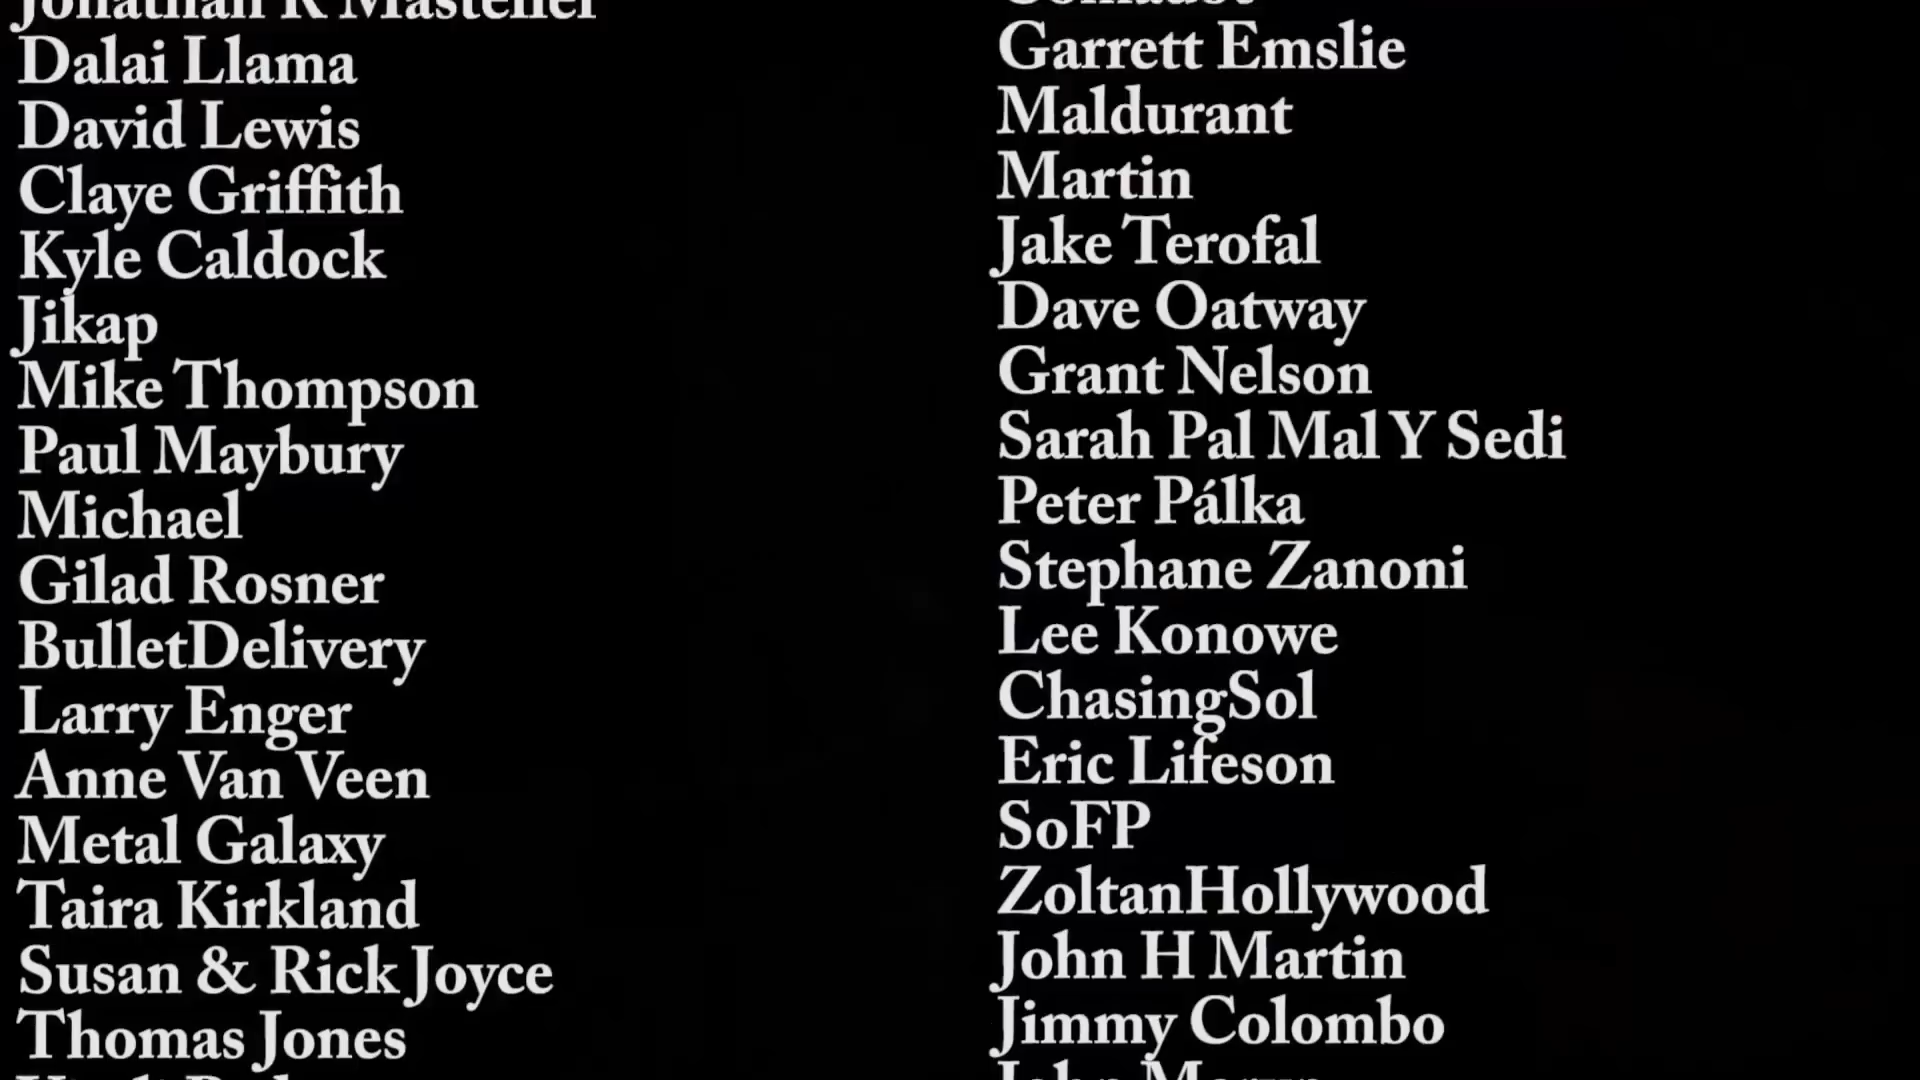 Jonathan R Masteller
Dalai Llama
David Lewis
Claye Griffith
Kyle Caldock
Jikap
Mike Thompson
Paul Maybury
Michael
Gilad Rosner
BulletDelivery
Larry Enger
Anne Van Veen
Metal Galaxy
Taira Kirkland
Susan & Rick Joyce
Thomas Jones
Garrett Emslie
Maldurant
Martin
Jake Terofal
Dave Oatway
Grant Nelson
Sarah Pal Mal Y Sedi
Peter Pálka
Stephane Zanoni
Lee Konowe
ChasingSol
Eric Lifeson
SoFP
ZoltanHollywood
John H Martin
Jimmy Colombo
John